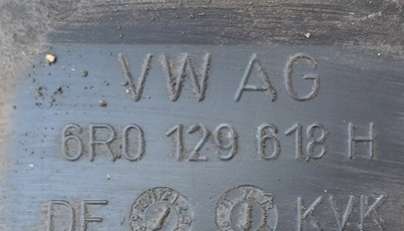 VW AG
6R0 129 618 H
DE KVK